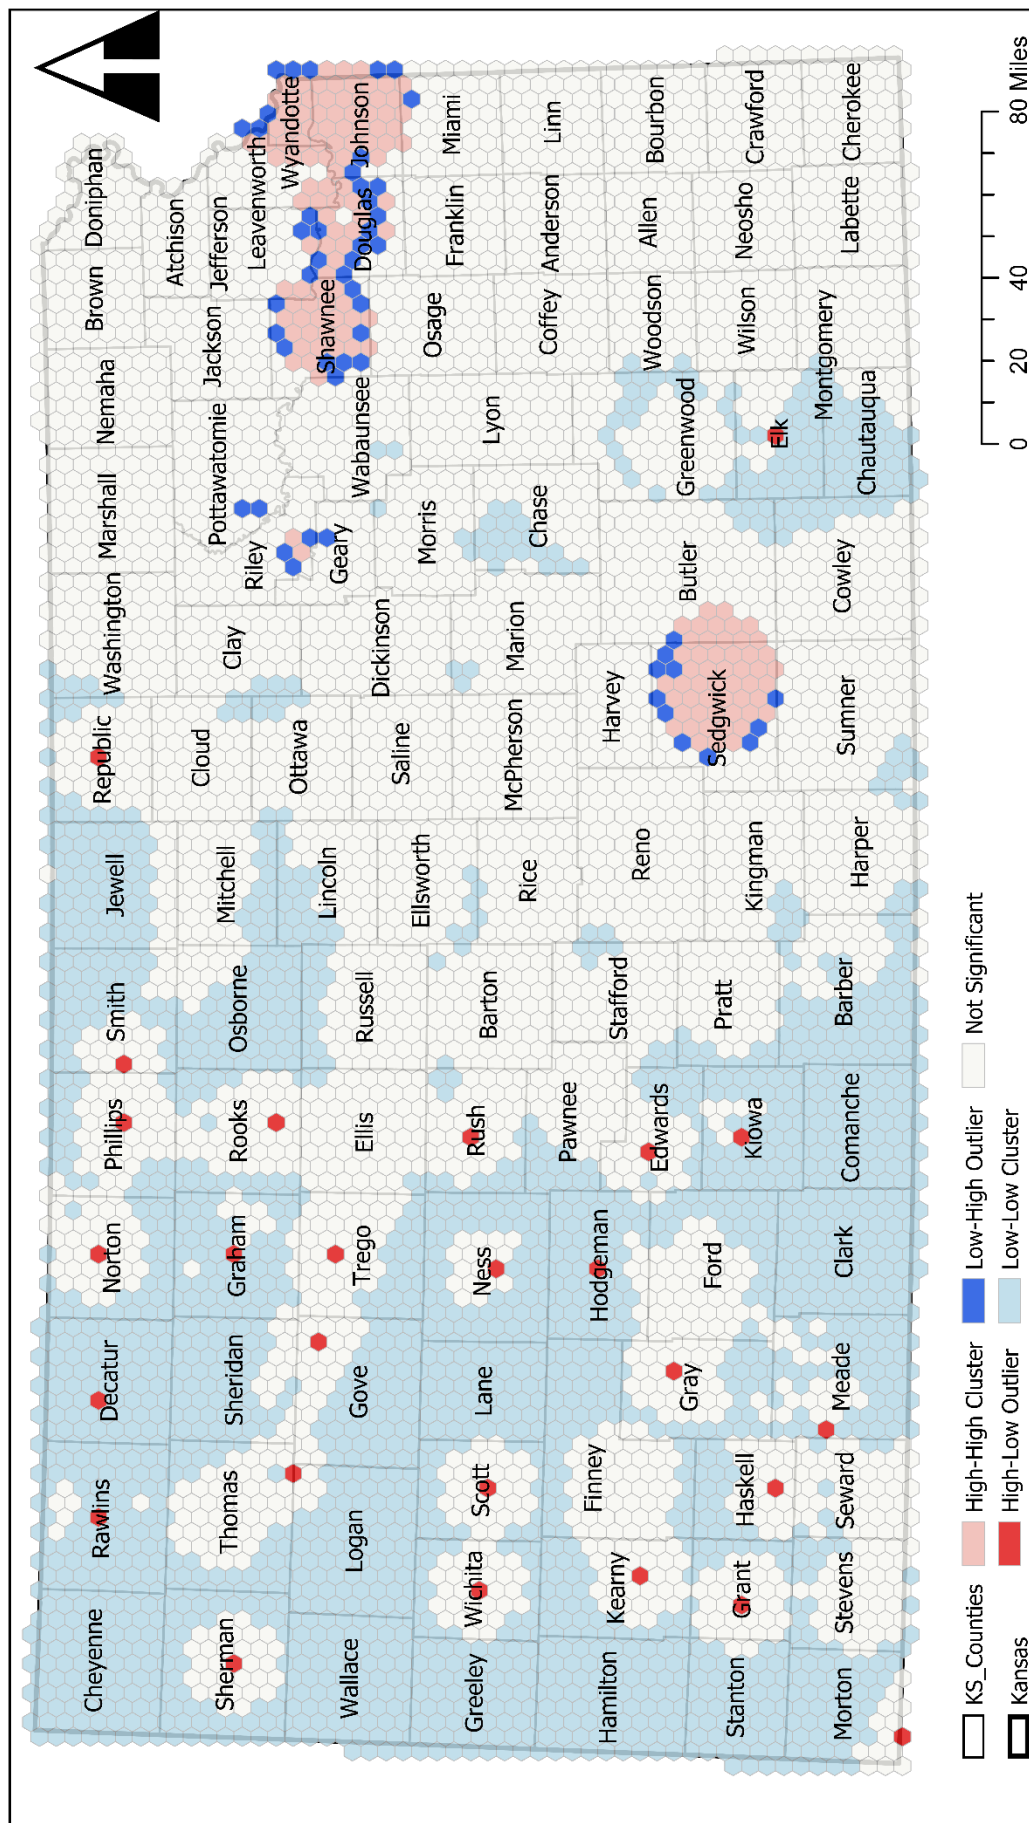 Cheyenne
Rawlins
Decatur
Norton
Phillips
Smith
Jewell
Republic
Washington
Marshall
Nemaha
Brown
Doniphan
Sherman
Thomas
Sheridan
Graham
Rooks
Osborne
Mitchell
Cloud
Clay
Riley
Pottawatomie
Jackson
Atchison
Jefferson
Leavenworth
Wyandotte
Wallace
Logan
Gove
Trego
Ellis
Russell
Lincoln
Ottawa
Saline
Dickinson
Geary
Wabaunsee
Shawnee
Douglas
Johnson
Greeley
Wichita
Scott
Lane
Ness
Rush
Barton
Ellsworth
Rice
McPherson
Marion
Morris
Chase
Lyon
Osage
Franklin
Miami
Hamilton
Kearny
Finney
Hodgeman
Pawnee
Edwards
Stafford
Reno
Harvey
Butler
Greenwood
Coffey
Woodson
Anderson
Allen
Linn
Bourbon
Stanton
Grant
Haskell
Gray
Ford
Kiowa
Pratt
Kingman
Sedgwick
Elk
Wilson
Neosho
Crawford
Morton
Stevens
Seward
Meade
Clark
Comanche
Barber
Harper
Sumner
Cowley
Chautauqua
Montgomery
Labette
Cherokee
KS_Counties
High-High Cluster
Low-High Outlier
Not Significant
Kansas
High-Low Outlier
Low-Low Cluster
0 20 40 80 Miles